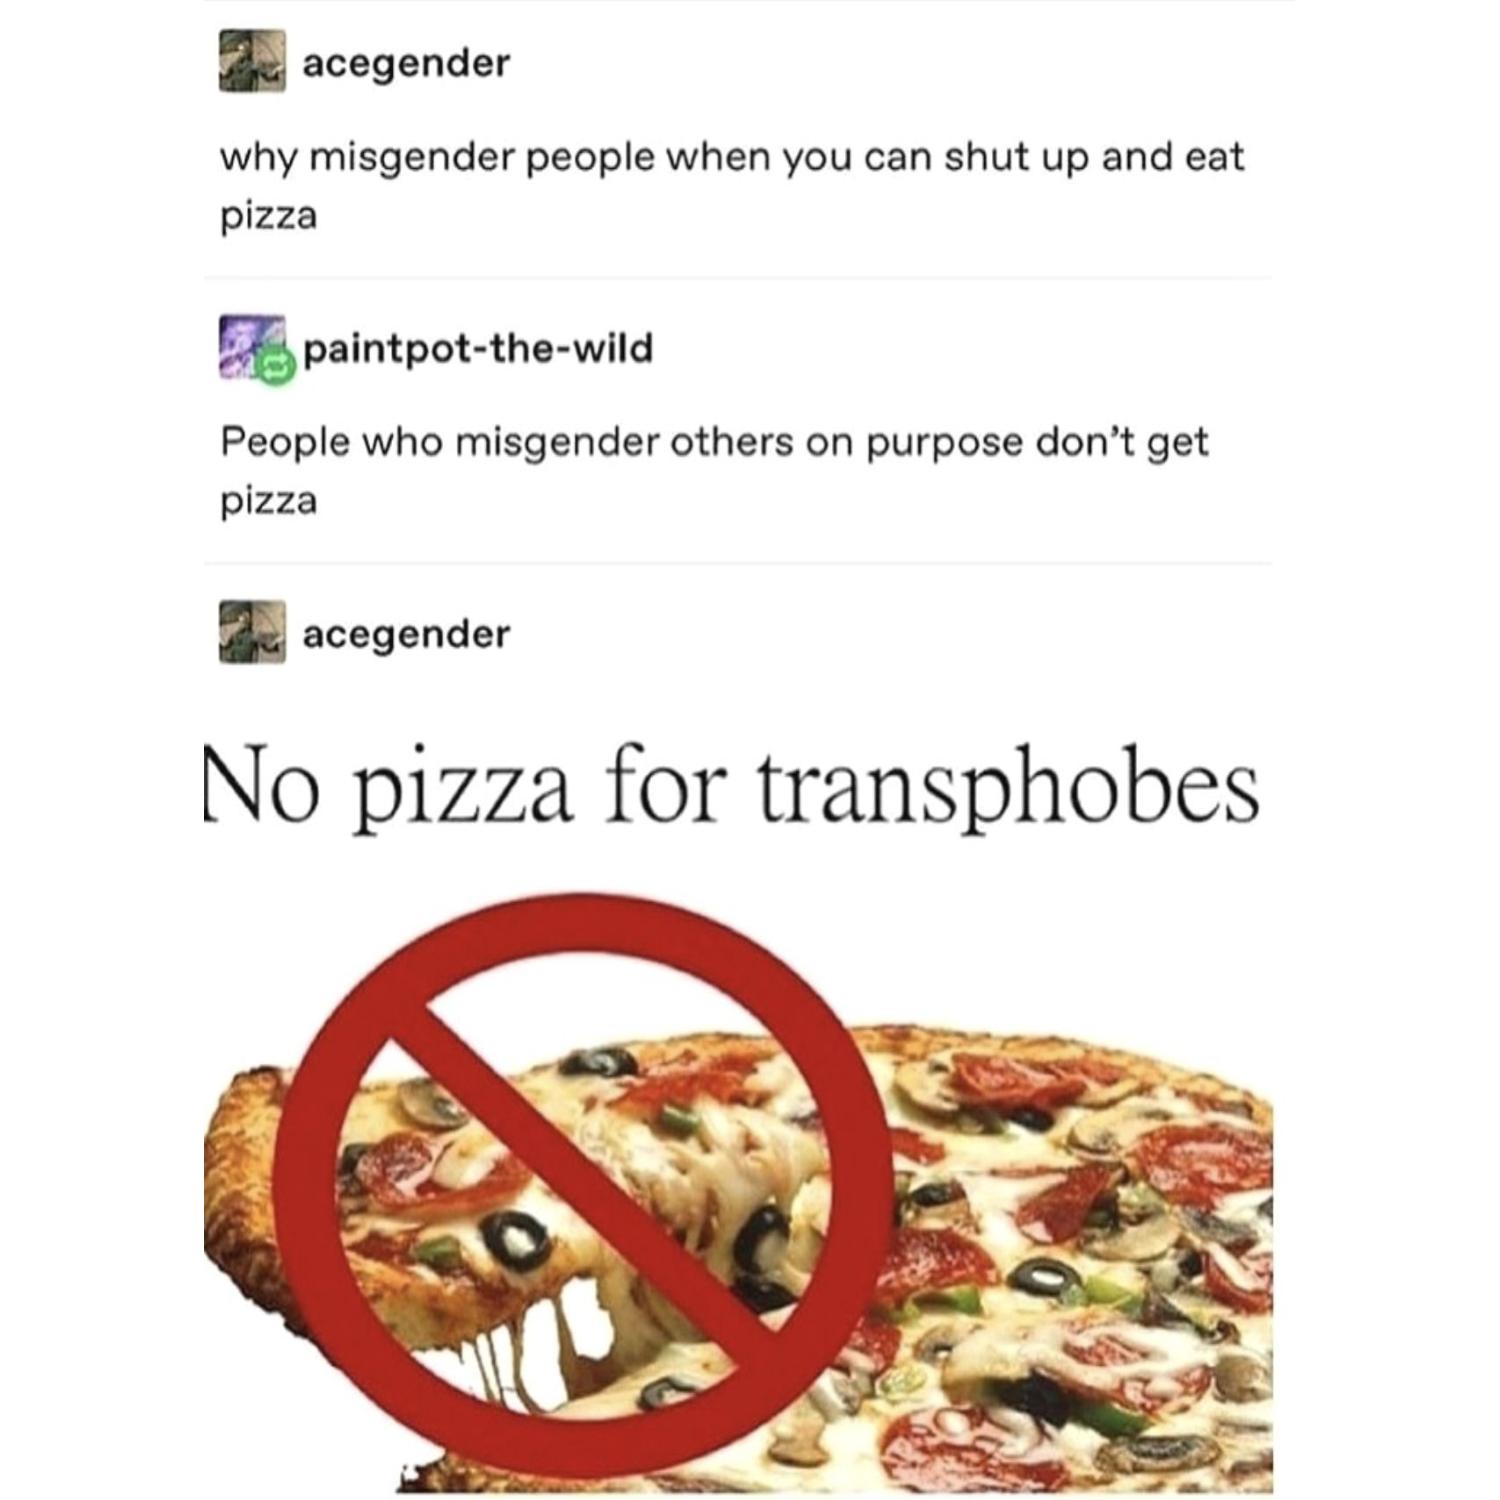 acegender
why misgender people when you can shut up and eat
pizza
paintpot-the-wild
People who misgender others on purpose don’t get
pizza
acegender
No pizza for transphobes